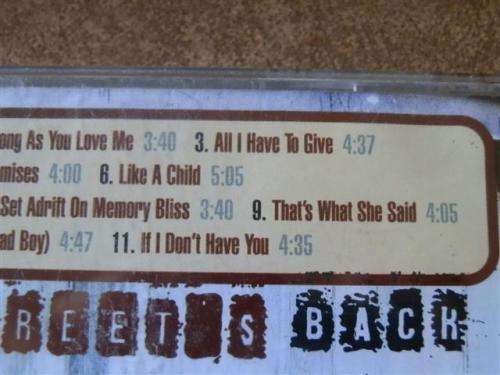 ong As You Love Me 3:40 3. All I Have To Give 4:37
mises 4:00 6. Like A Child 5:05
Set Adrift On Memory Bliss 3:40 9. That's What She Said 4:05
ad Boy) 4:47 11. If I Don't Have You 4:35
REET'S BACK